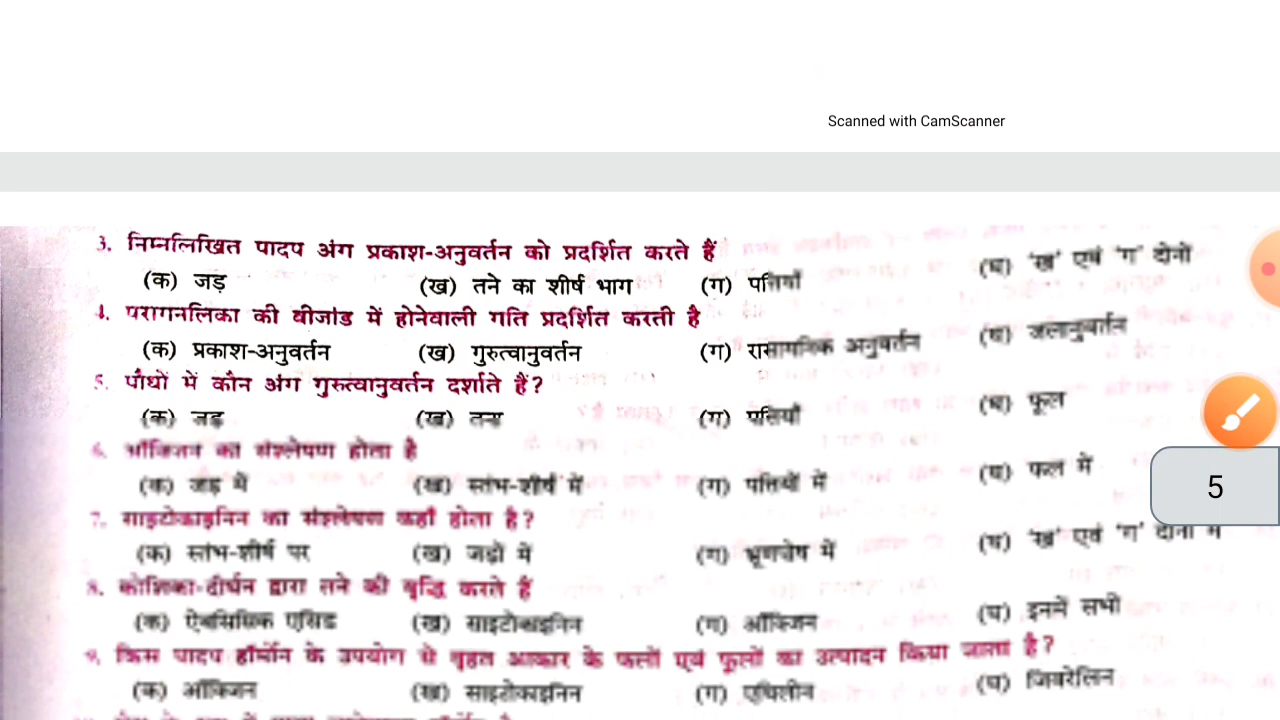 Scanned with CamScanner
3. निम्नलिखित पादप अंग प्रकाश-अनुवर्तन को प्रदर्शित करते हैं
(क) जड़ (ख) तने का शीर्ष भाग (ग) पत्तियाँ (घ) 'ख' एवं 'ग' दोनों
4. परागनलिका की बीजांड में होनेवाली गति प्रदर्शित करती है
(क) प्रकाश-अनुवर्तन (ख) गुरुत्वानुवर्तन (ग) रासायनिक अनुवर्तन (घ) जलानुवर्तन
5. पौधों में कौन अंग गुरुत्वानुवर्तन दर्शाते हैं?
(क) जड़ (ख) तना (ग) पत्तियाँ (घ) फूल
6. ऑक्जिन का संश्लेषण होता है
(क) जड़ में (ख) स्तंभ-शीर्ष में (ग) पत्तियों में (घ) फल में
5
7. साइटोकाइनिन का संश्लेषण कहाँ होता है?
(क) स्तंभ-शीर्ष पर (ख) जड़ों में (ग) भ्रूणपोष में (घ) 'ख' एवं 'ग' दोनों में
8. कोशिका-दीर्घन द्वारा तने की वृद्धि करते हैं
(क) ऐबसिसिक एसिड (ख) साइटोकाइनिन (ग) ऑक्जिन (घ) इनमें सभी
9. किस पादप हॉर्मोन के उपयोग से बृहत आकार के फलों एवं फूलों का उत्पादन किया जाता है?
(क) ऑक्जिन (ख) साइटोकाइनिन (ग) एथिलीन (घ) जिबरेलिन